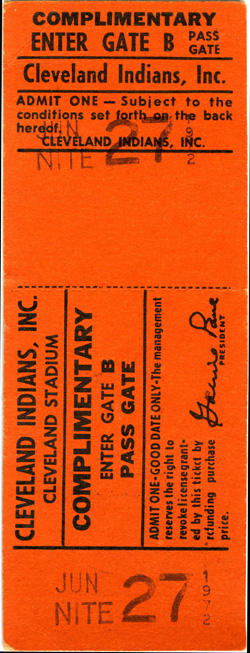 COMPLIMENTARY
ENTER GATE B PASS GATE
Cleveland Indians, Inc.
ADMIT ONE — Subject to the
conditions set forth on the back
hereof.
CLEVELAND INDIANS, INC.
JUN 27 1972
NITE
CLEVELAND INDIANS, INC.
CLEVELAND STADIUM
COMPLIMENTARY
ENTER GATE B
PASS GATE
ADMIT ONE-GOOD DATE ONLY-The management
reserves the right to
revoke license grant-
ed by this ticket by
refunding purchase
price.
PRESIDENT
JUN 27 1972
NITE